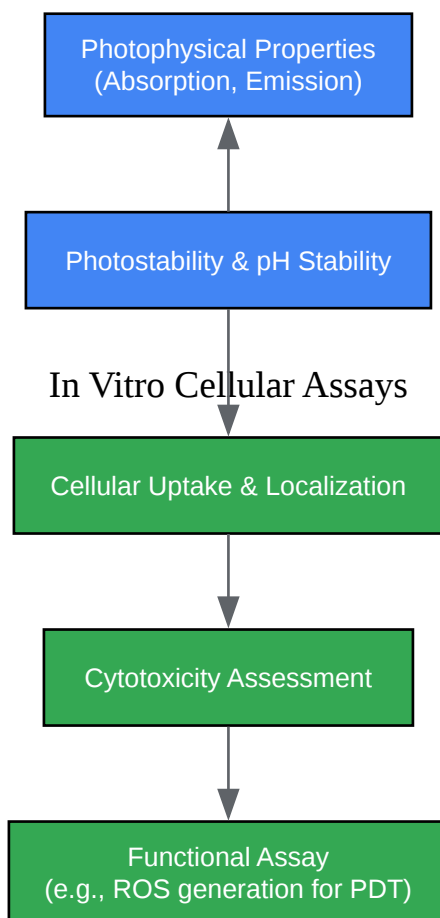 Photophysical Properties
(Absorption, Emission)
Photostability & pH Stability
In Vitro Cellular Assays
Cellular Uptake & Localization
Cytotoxicity Assessment
Functional Assay
(e.g., ROS generation for PDT)